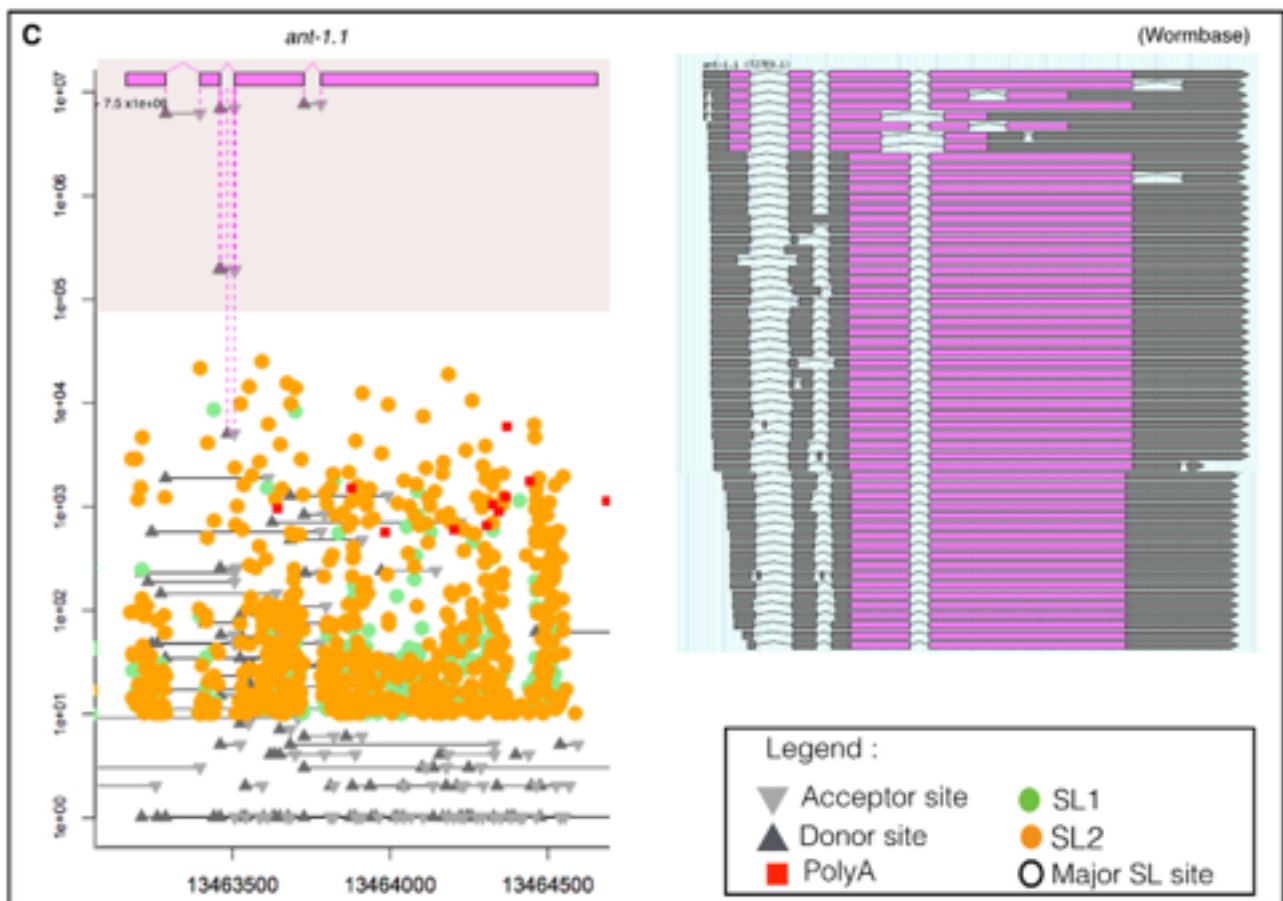 C
ant-1.1
(Wormbase)
1e+07
7.5 x1e+06
1e+06
1e+05
1e+04
1e+03
1e+02
1e+01
1e+00
13463500
13464000
13464500
Legend :
Acceptor site
Donor site
PolyA
SL1
SL2
Major SL site